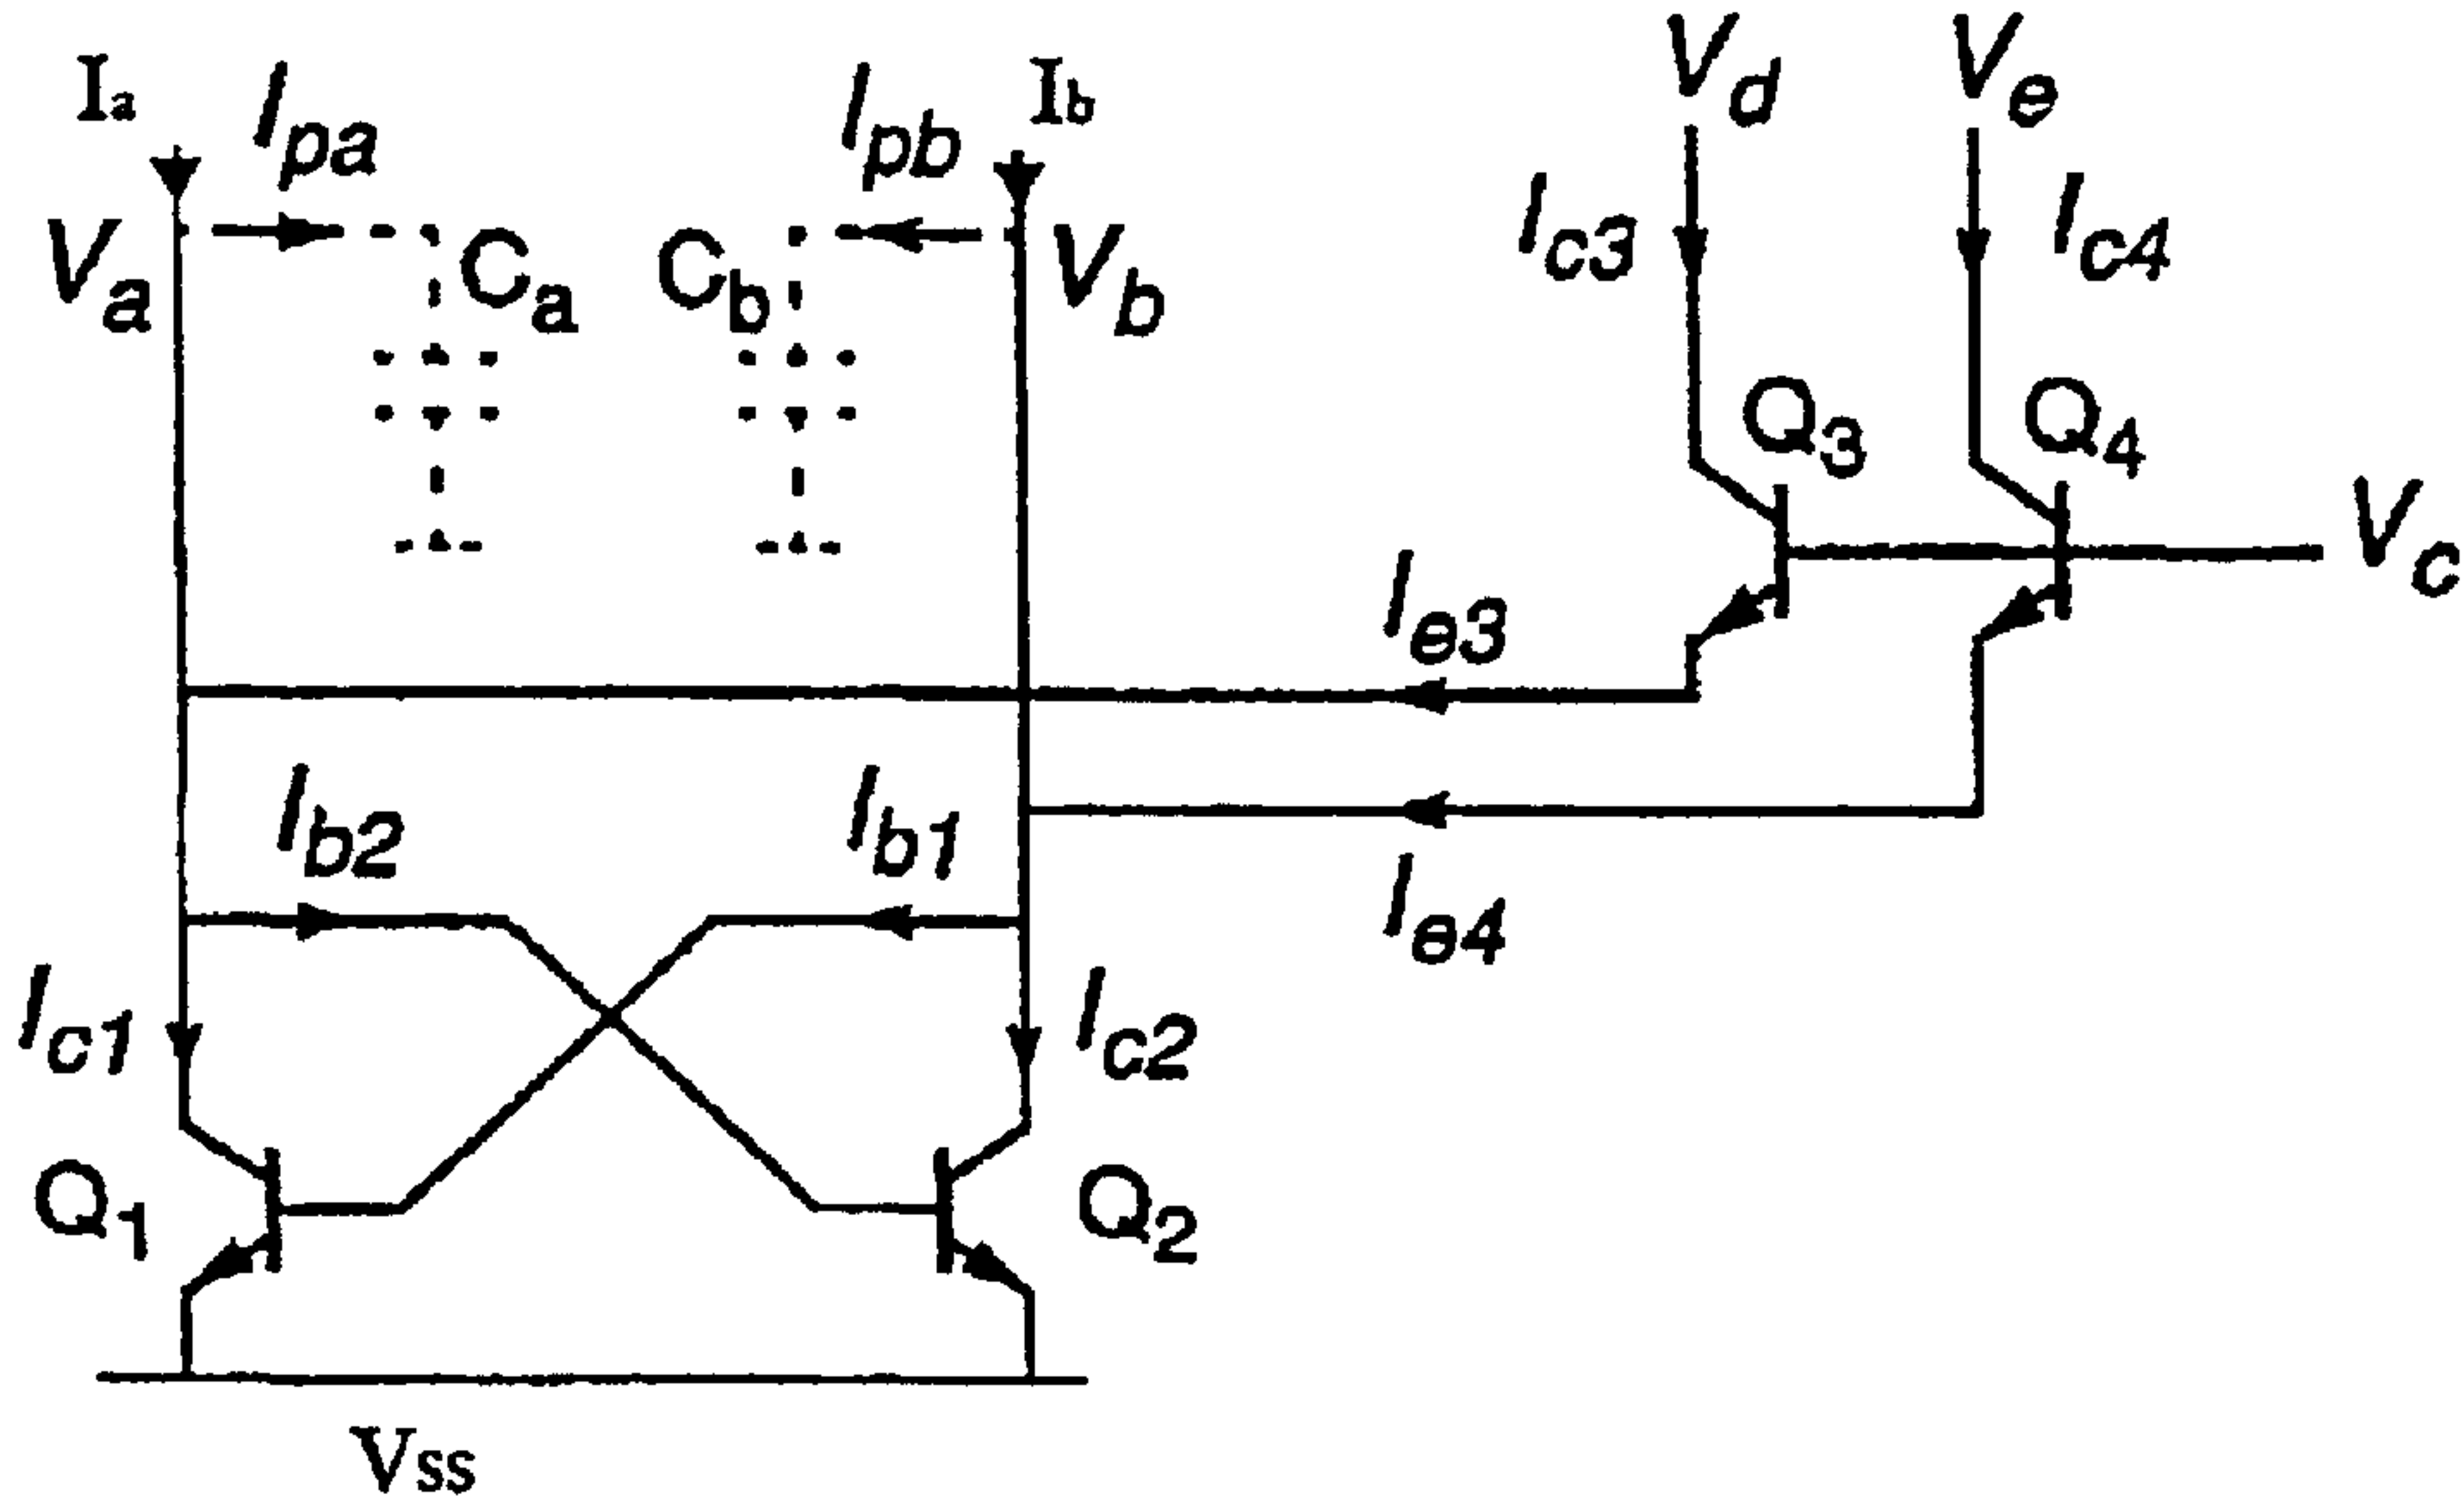 Ia Ipa Ipb Ib Vd Ve
Va Ca Cb Vb Ic3 Ic4
Q3 Q4
Vc
Ie3
Ib2 Ib1
Ie4
Ic1 Ic2
Q1 Q2
Vss